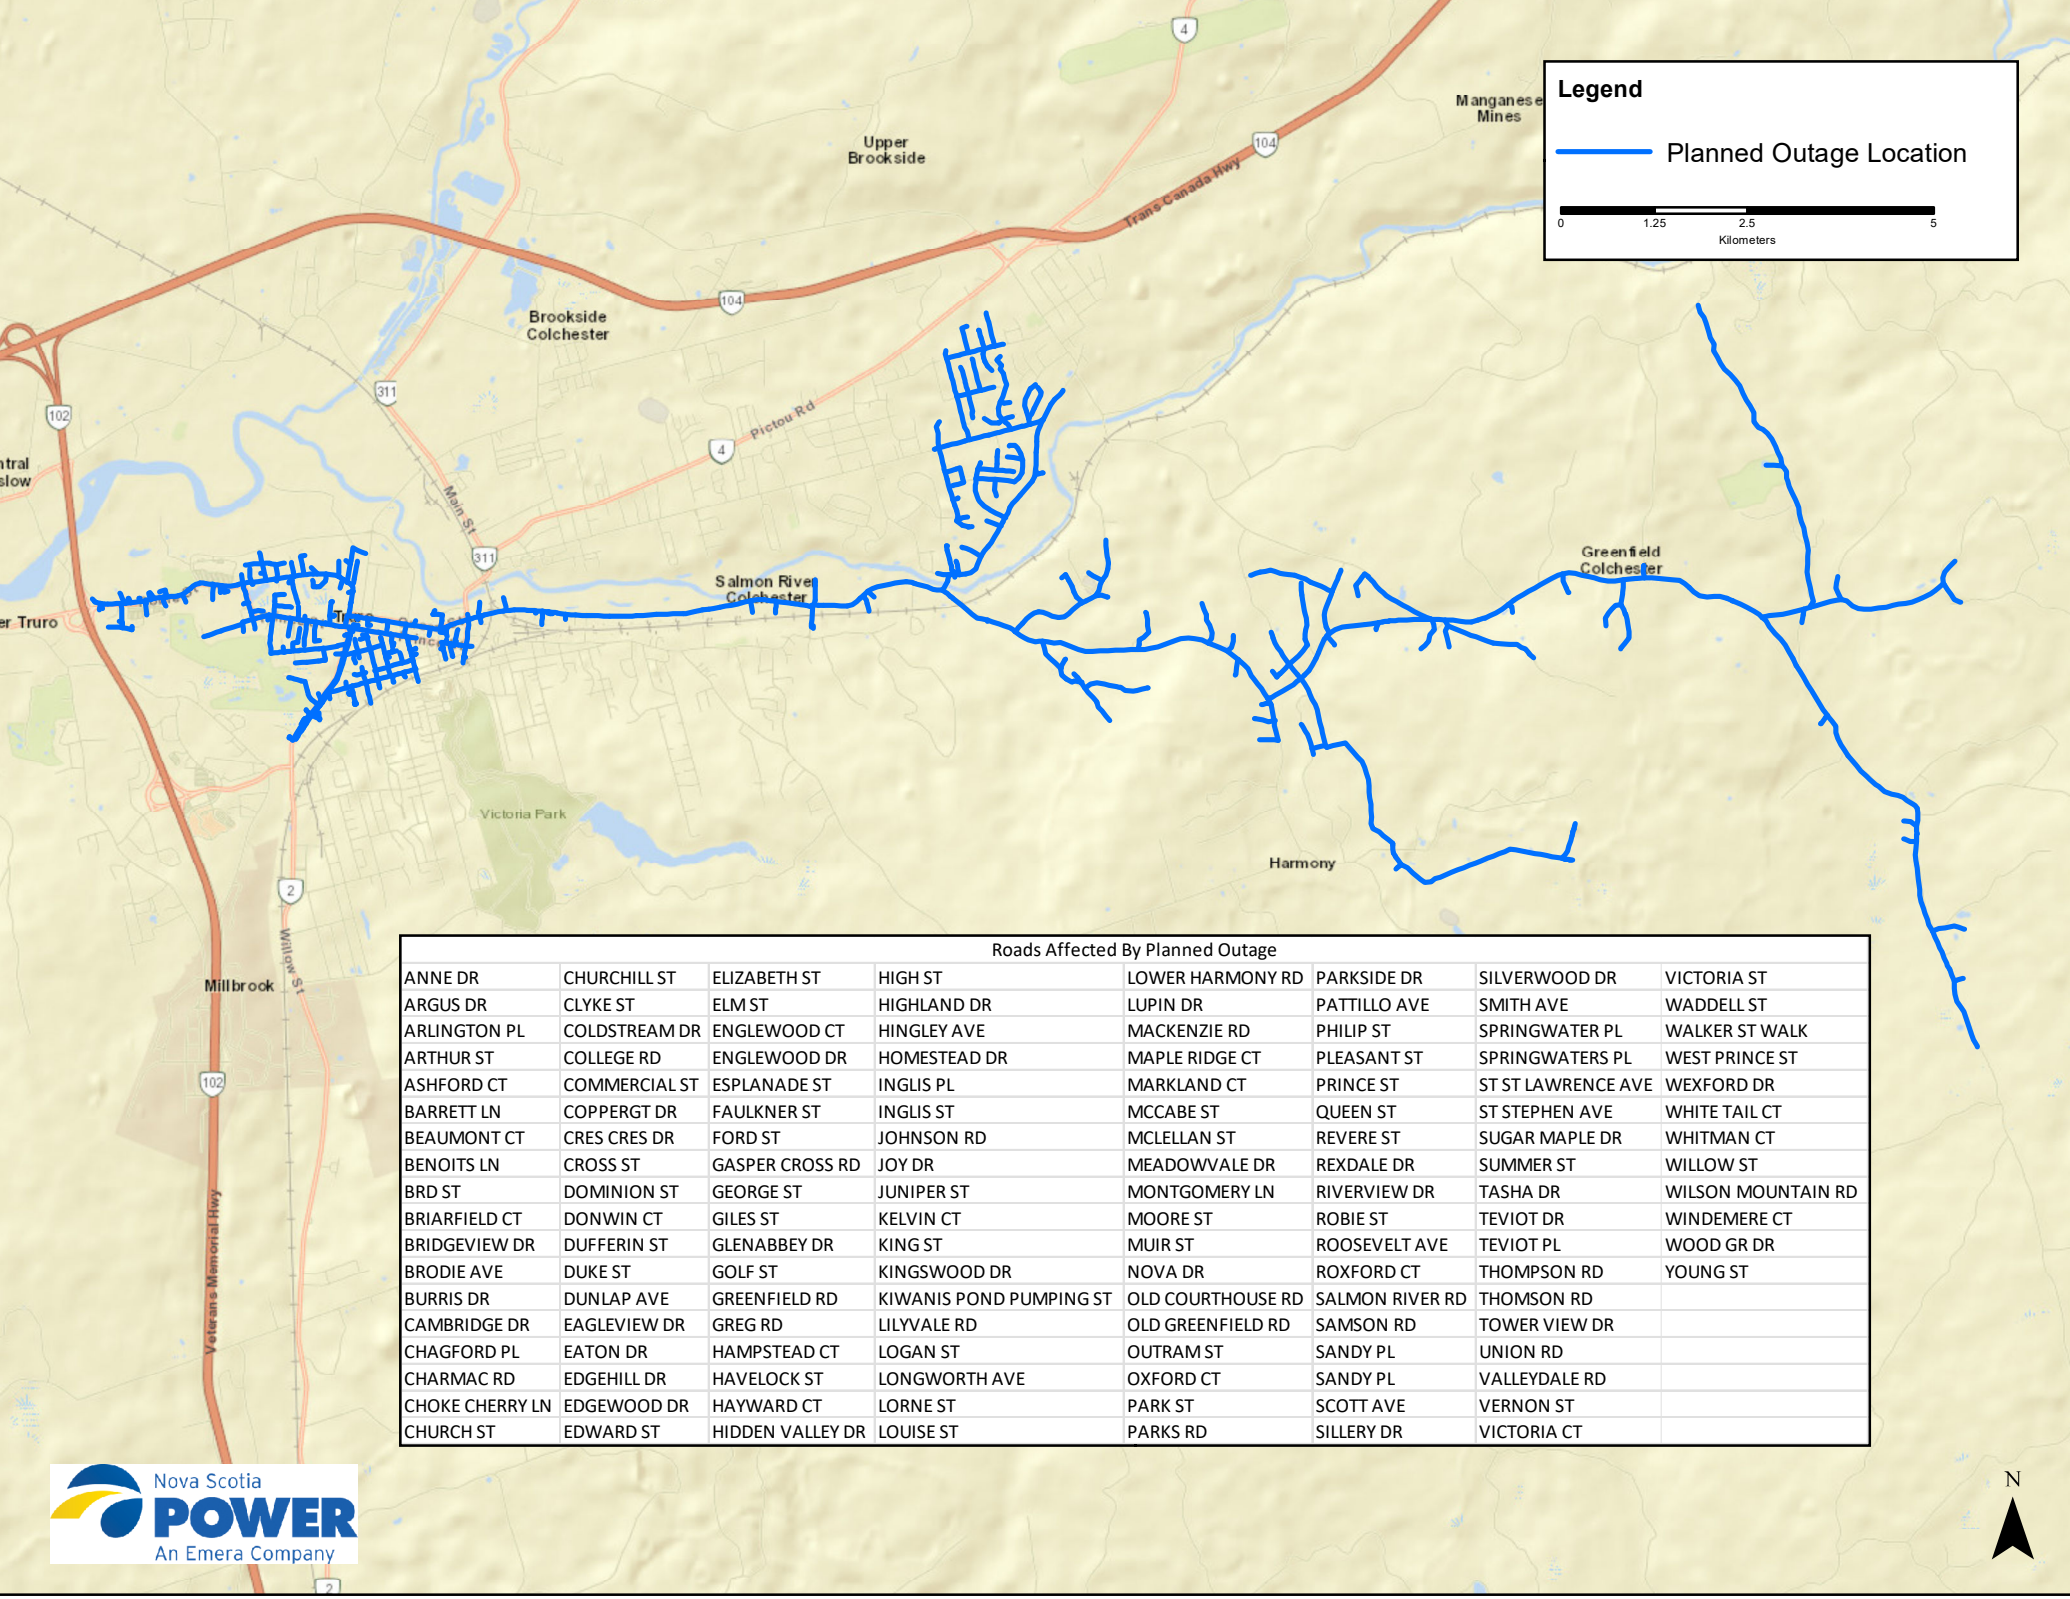 4
Legend
Manganese
Mines
Upper
Brookside
104
Planned Outage Location
Trans Canada Hwy
0 1.25 2.5 5
Kilometers
104
Brookside
Colchester
311
102
Pictou Rd
4
ntral
slow
Main St
311
Greenfield
Colchester
Salmon River
Colchester
er Truro
Victoria Park
Harmony
2
Willow St
Millbrook
102
Veterans Memorial Hwy
Roads Affected By Planned Outage
ANNE DR CHURCHILL ST ELIZABETH ST HIGH ST LOWER HARMONY RD PARKSIDE DR SILVERWOOD DR VICTORIA ST
ARGUS DR CLYKE ST ELM ST HIGHLAND DR LUPIN DR PATTILLO AVE SMITH AVE WADDELL ST
ARLINGTON PL COLDSTREAM DR ENGLEWOOD CT HINGLEY AVE MACKENZIE RD PHILIP ST SPRINGWATER PL WALKER ST WALK
ARTHUR ST COLLEGE RD ENGLEWOOD DR HOMESTEAD DR MAPLE RIDGE CT PLEASANT ST SPRINGWATERS PL WEST PRINCE ST
ASHFORD CT COMMERCIAL ST ESPLANADE ST INGLIS PL MARKLAND CT PRINCE ST ST ST LAWRENCE AVE WEXFORD DR
BARRETT LN COPPERGT DR FAULKNER ST INGLIS ST MCCABE ST QUEEN ST ST STEPHEN AVE WHITE TAIL CT
BEAUMONT CT CRES CRES DR FORD ST JOHNSON RD MCLELLAN ST REVERE ST SUGAR MAPLE DR WHITMAN CT
BENOITS LN CROSS ST GASPER CROSS RD JOY DR MEADOWVALE DR REXDALE DR SUMMER ST WILLOW ST
BRD ST DOMINION ST GEORGE ST JUNIPER ST MONTGOMERY LN RIVERVIEW DR TASHA DR WILSON MOUNTAIN RD
BRIARFIELD CT DONWIN CT GILES ST KELVIN CT MOORE ST ROBIE ST TEVIOT DR WINDEMERE CT
BRIDGEVIEW DR DUFFERIN ST GLENABBEY DR KING ST MUIR ST ROOSEVELT AVE TEVIOT PL WOOD GR DR
BRODIE AVE DUKE ST GOLF ST KINGSWOOD DR NOVA DR ROXFORD CT THOMPSON RD YOUNG ST
BURRIS DR DUNLAP AVE GREENFIELD RD KIWANIS POND PUMPING ST OLD COURTHOUSE RD SALMON RIVER RD THOMSON RD
CAMBRIDGE DR EAGLEVIEW DR GREG RD LILYVALE RD OLD GREENFIELD RD SAMSON RD TOWER VIEW DR
CHAGFORD PL EATON DR HAMPSTEAD CT LOGAN ST OUTRAM ST SANDY PL UNION RD
CHARMAC RD EDGEHILL DR HAVELOCK ST LONGWORTH AVE OXFORD CT SANDY PL VALLEYDALE RD
CHOKE CHERRY LN EDGEWOOD DR HAYWARD CT LORNE ST PARK ST SCOTT AVE VERNON ST
CHURCH ST EDWARD ST HIDDEN VALLEY DR LOUISE ST PARKS RD SILLERY DR VICTORIA CT
Nova Scotia
POWER
An Emera Company
N
2